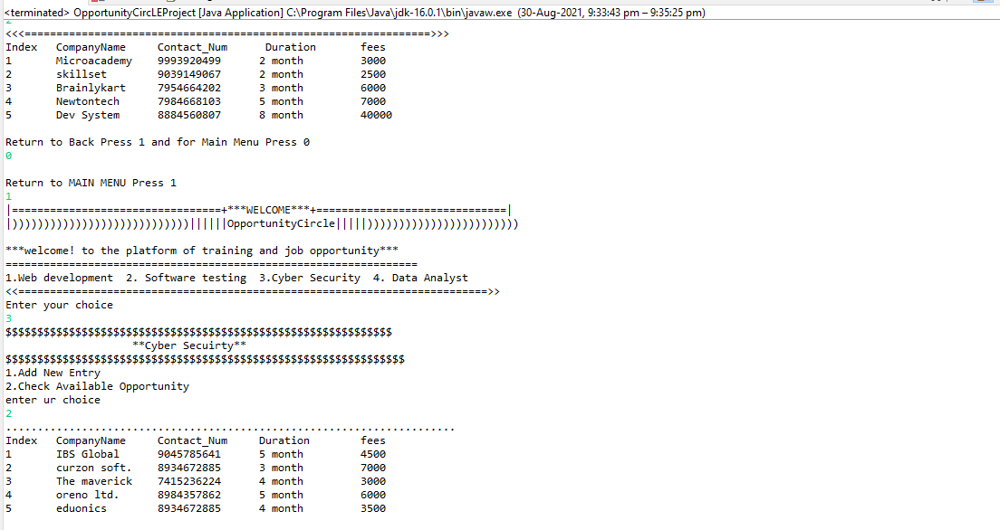 <terminated> OpportunityCircLEProject [Java Application] C:\Program Files\Java\jdk-16.0.1\bin\javaw.exe (30-Aug-2021, 9:33:43 pm – 9:35:25 pm)
2
<<<================================================================>>>
Index   CompanyName     Contact_Num      Duration       fees
1       Microacademy    9993920499      2 month         3000
2       skillset        9039149067      2 month         2500
3       Brainlykart     7954664202      3 month         6000
4       Newtontech      7984668103      5 month         7000
5       Dev System      8884560807      8 month         40000
Return to Back Press 1 and for Main Menu Press 0
0
Return to MAIN MENU Press 1
1
|================================+***WELCOME***+==============================|
|))))))))))))))))))))))))))))||||||OpportunityCircle|||||))))))))))))))))))))))))
***welcome! to the platform of training and job opportunity***
=================================================================
1.Web development  2. Software testing  3.Cyber Security  4. Data Analyst
<<==========================================================================>>
Enter your choice
3
$$$$$$$$$$$$$$$$$$$$$$$$$$$$$$$$$$$$$$$$$$$$$$$$$$$$$$$$$$$$$
                    **Cyber Secuirty**
$$$$$$$$$$$$$$$$$$$$$$$$$$$$$$$$$$$$$$$$$$$$$$$$$$$$$$$$$$$$$$$
1.Add New Entry
2.Check Available Opportunity
enter ur choice
2
.......................................................................
Index   CompanyName     Contact_Num     Duration        fees
1       IBS Global      9045785641      5 month         4500
2       curzon soft.    8934672885      3 month         7000
3       The maverick    7415236224      4 month         3000
4       oreno ltd.      8984357862      5 month         6000
5       eduonics        8934672885      4 month         3500